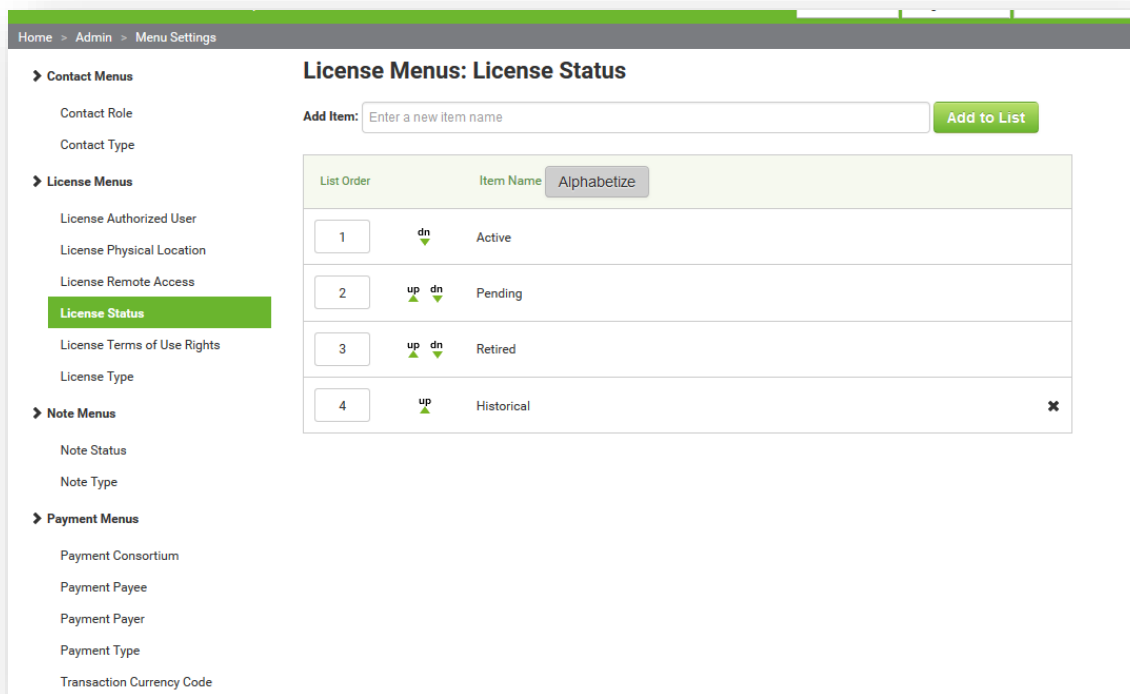 Home > Admin > Menu Settings
Contact Menus
Contact Role
Contact Type
License Menus
License Authorized User
License Physical Location
License Remote Access
License Status
License Terms of Use Rights
License Type
Note Menus
Note Status
Note Type
Payment Menus
Payment Consortium
Payment Payee
Payment Payer
Payment Type
Transaction Currency Code
License Menus: License Status
Add Item: Enter a new item name Add to List
List Order Item Name Alphabetize
1 dn Active
2 up dn Pending
3 up dn Retired
4 up Historical